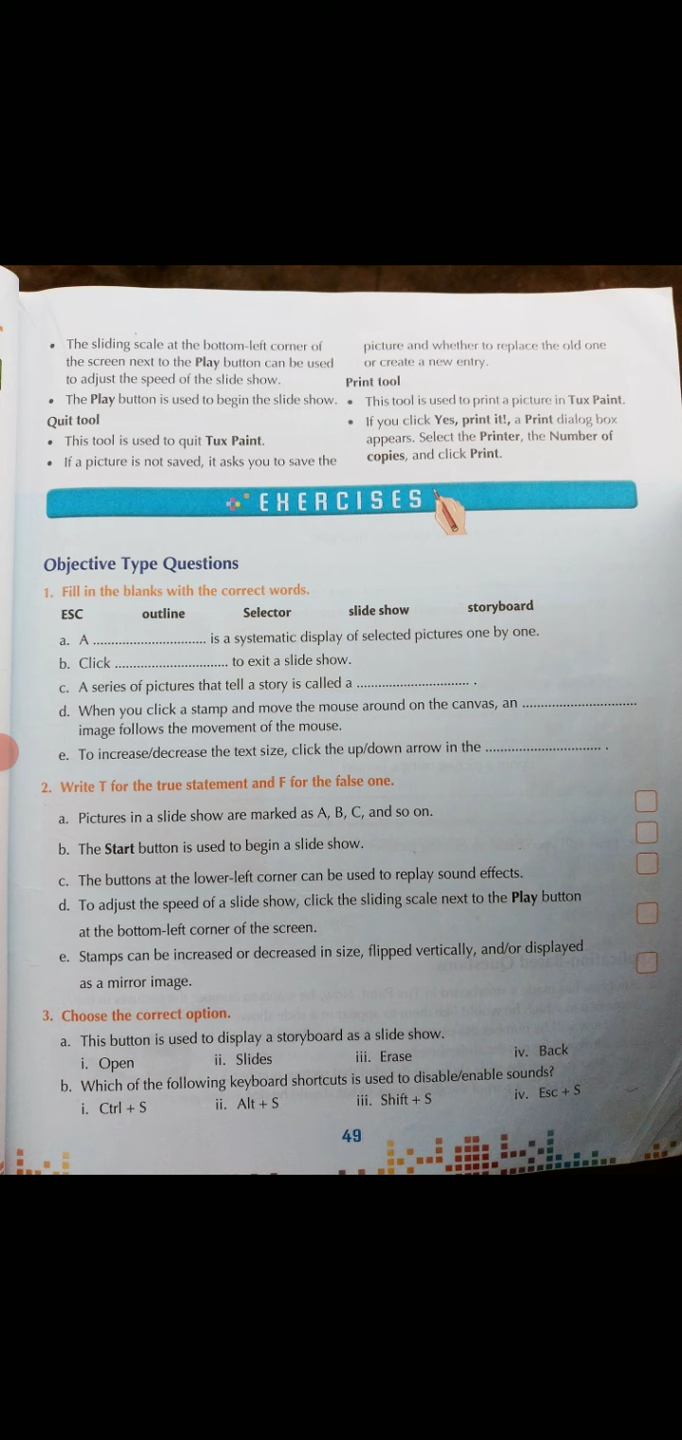 • The sliding scale at the bottom-left corner of
the screen next to the Play button can be used
to adjust the speed of the slide show.
• The Play button is used to begin the slide show.
Quit tool
• This tool is used to quit Tux Paint.
• If a picture is not saved, it asks you to save the
picture and whether to replace the old one
or create a new entry.
Print tool
• This tool is used to print a picture in Tux Paint.
• If you click Yes, print it!, a Print dialog box
appears. Select the Printer, the Number of
copies, and click Print.
EXERCISES
Objective Type Questions
1. Fill in the blanks with the correct words.
ESC outline Selector slide show storyboard
a. A .............................. is a systematic display of selected pictures one by one.
b. Click .............................. to exit a slide show.
c. A series of pictures that tell a story is called a .............................. .
d. When you click a stamp and move the mouse around on the canvas, an ..............................
image follows the movement of the mouse.
e. To increase/decrease the text size, click the up/down arrow in the .............................. .
2. Write T for the true statement and F for the false one.
a. Pictures in a slide show are marked as A, B, C, and so on.
b. The Start button is used to begin a slide show.
c. The buttons at the lower-left corner can be used to replay sound effects.
d. To adjust the speed of a slide show, click the sliding scale next to the Play button
at the bottom-left corner of the screen.
e. Stamps can be increased or decreased in size, flipped vertically, and/or displayed
as a mirror image.
3. Choose the correct option.
a. This button is used to display a storyboard as a slide show.
i. Open ii. Slides iii. Erase iv. Back
b. Which of the following keyboard shortcuts is used to disable/enable sounds?
i. Ctrl + S ii. Alt + S iii. Shift + S iv. Esc + S
49